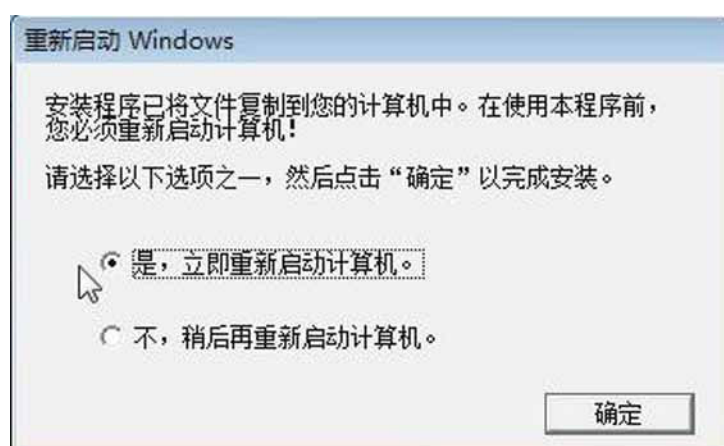 重新启动 Windows
安装程序已将文件复制到您的计算机中。在使用本程序前，
您必须重新启动计算机！
请选择以下选项之一，然后点击“确定”以完成安装。
是，立即重新启动计算机。
不，稍后再重新启动计算机。
确定